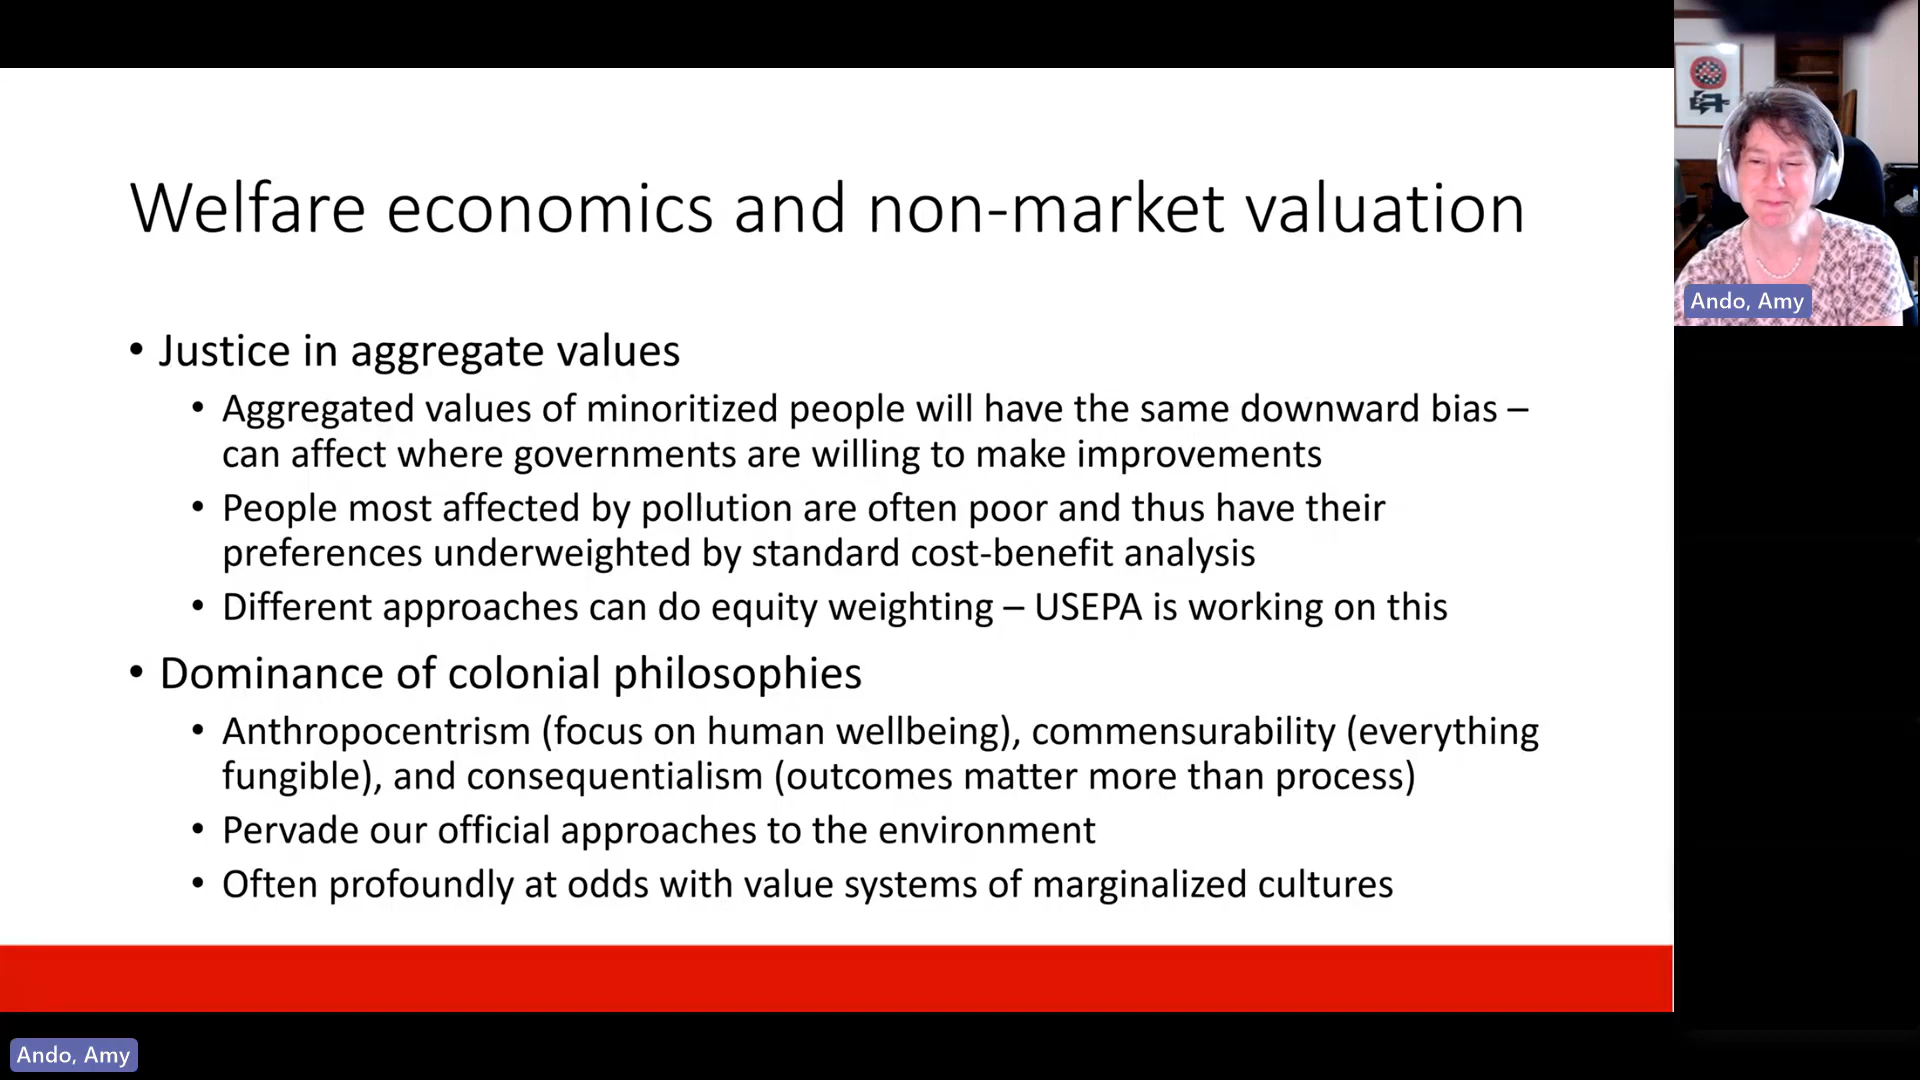 Welfare economics and non-market valuation
• Justice in aggregate values
• Aggregated values of minoritized people will have the same downward bias –
can affect where governments are willing to make improvements
• People most affected by pollution are often poor and thus have their
preferences underweighted by standard cost-benefit analysis
• Different approaches can do equity weighting – USEPA is working on this
• Dominance of colonial philosophies
• Anthropocentrism (focus on human wellbeing), commensurability (everything
fungible), and consequentialism (outcomes matter more than process)
• Pervade our official approaches to the environment
• Often profoundly at odds with value systems of marginalized cultures
Ando, Amy
Ando, Amy